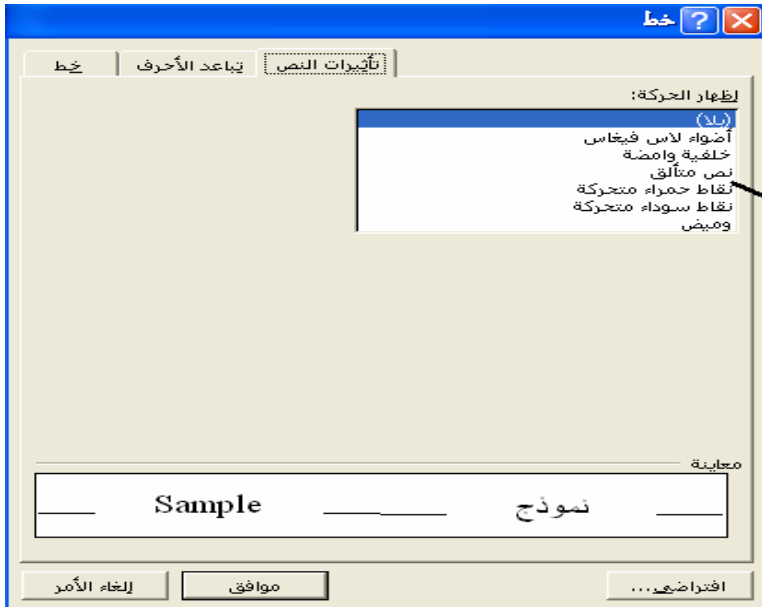 خط
خط
تباعد الأحرف
تأثيرات النص
إظهار الحركة:
(بلا)
أضواء لاس فيغاس
خلفية وامضة
نص متألق
نقاط حمراء متحركة
نقاط سوداء متحركة
وميض
معاينة
نموذج Sample
افتراضي...
موافق
إلغاء الأمر